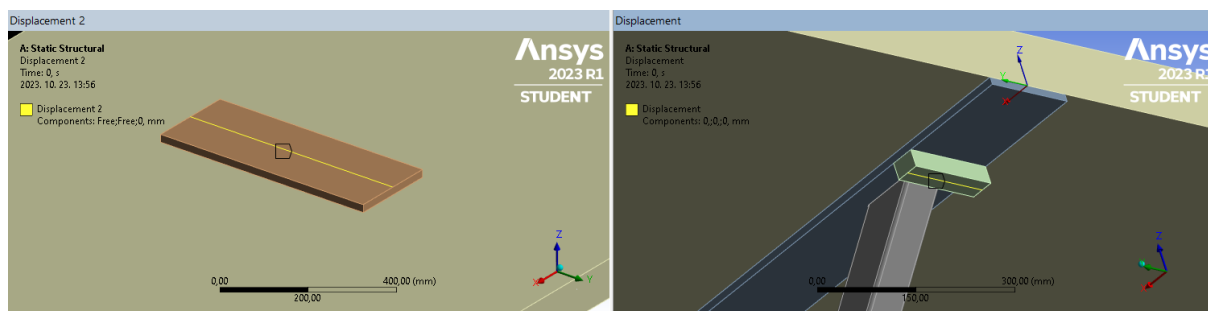 Displacement 2
A: Static Structural
Displacement 2
Time: 0, s
2023. 10. 23. 13:56
Displacement 2
Components: Free;Free;0, mm
Ansys
2023 R1
STUDENT
Z
X
Y
0,00
400,00 (mm)
200,00
Displacement
A: Static Structural
Displacement
Time: 0, s
2023. 10. 23. 13:56
Displacement
Components: 0,;0,;0, mm
Z
Y
X
Ansys
2023 R1
STUDENT
Z
Y
X
0,00
300,00 (mm)
150,00